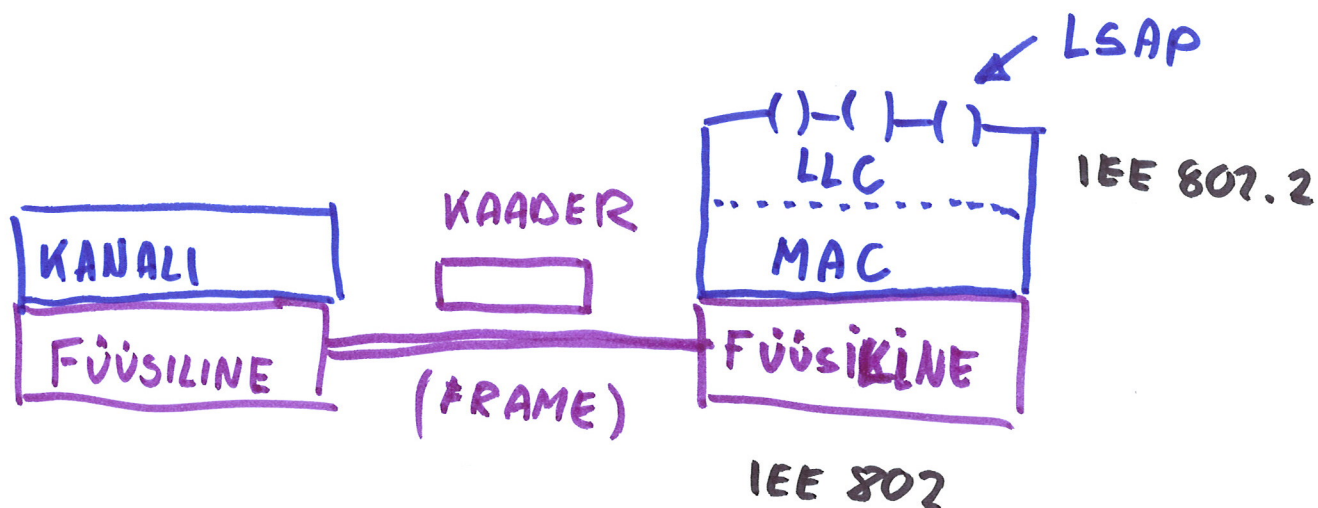 LSAP
LLC
IEE 802.2
KAADER
KANALI
MAC
FÜÜSILINE
FÜÜSIKINE
(FRAME)
IEE 802